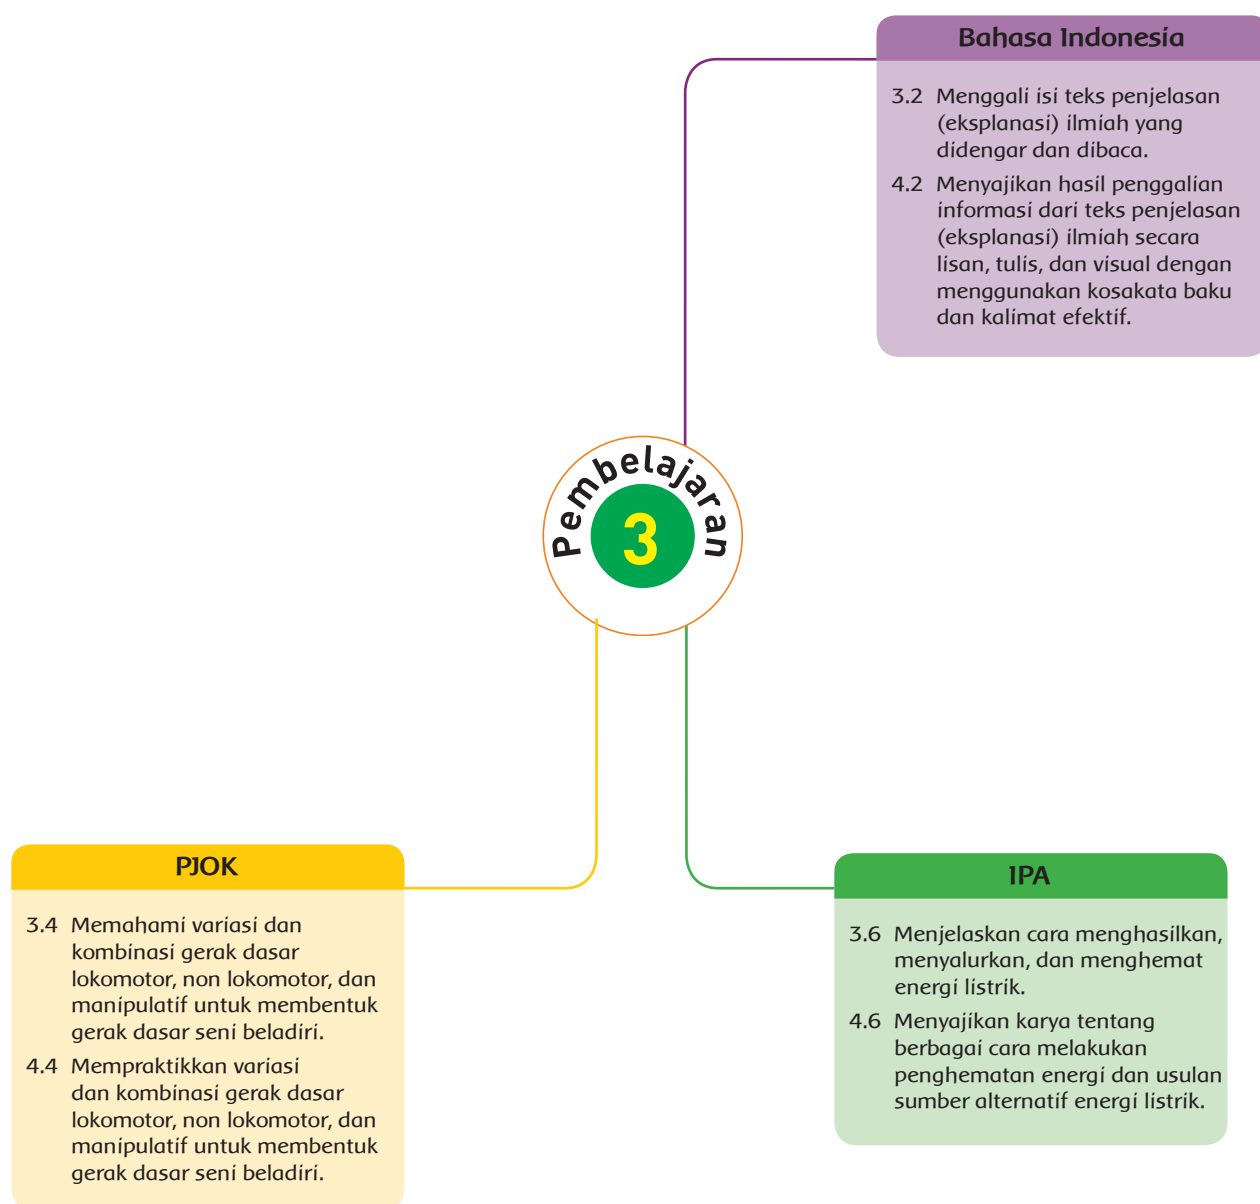 Bahasa Indonesia
3.2 Menggali isi teks penjelasan
(eksplanasi) ilmiah yang
didengar dan dibaca.
4.2 Menyajikan hasil penggalian
informasi dari teks penjelasan
(eksplanasi) ilmiah secara
lisan, tulis, dan visual dengan
menggunakan kosakata baku
dan kalimat efektif.
Pembelajaran
3
PJOK
3.4 Memahami variasi dan
kombinasi gerak dasar
lokomotor, non lokomotor, dan
manipulatif untuk membentuk
gerak dasar seni beladiri.
4.4 Mempraktikkan variasi
dan kombinasi gerak dasar
lokomotor, non lokomotor, dan
manipulatif untuk membentuk
gerak dasar seni beladiri.
IPA
3.6 Menjelaskan cara menghasilkan,
menyalurkan, dan menghemat
energi listrik.
4.6 Menyajikan karya tentang
berbagai cara melakukan
penghematan energi dan usulan
sumber alternatif energi listrik.